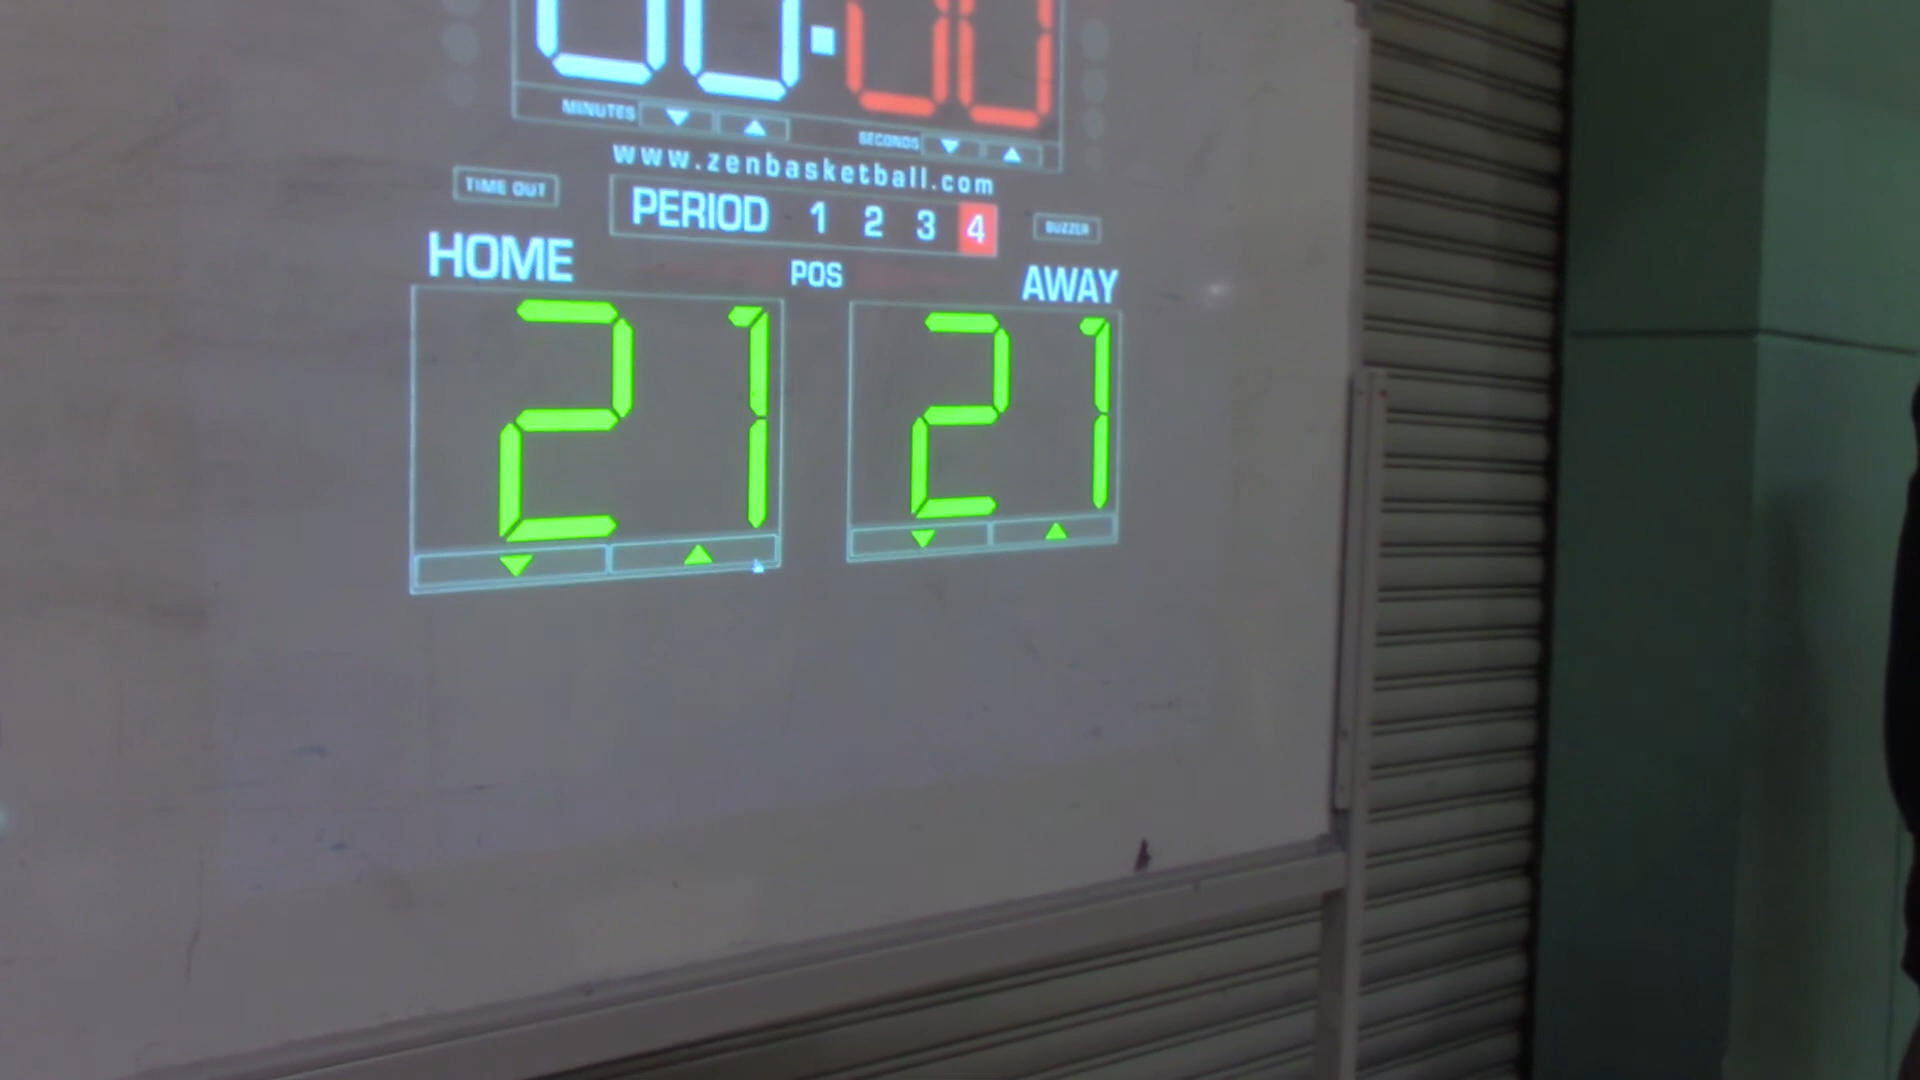 00:00
MINUTES SECONDS
www.zenbasketball.com
TIME OUT
PERIOD 1 2 3 4
BUZZER
HOME POS AWAY
21 21